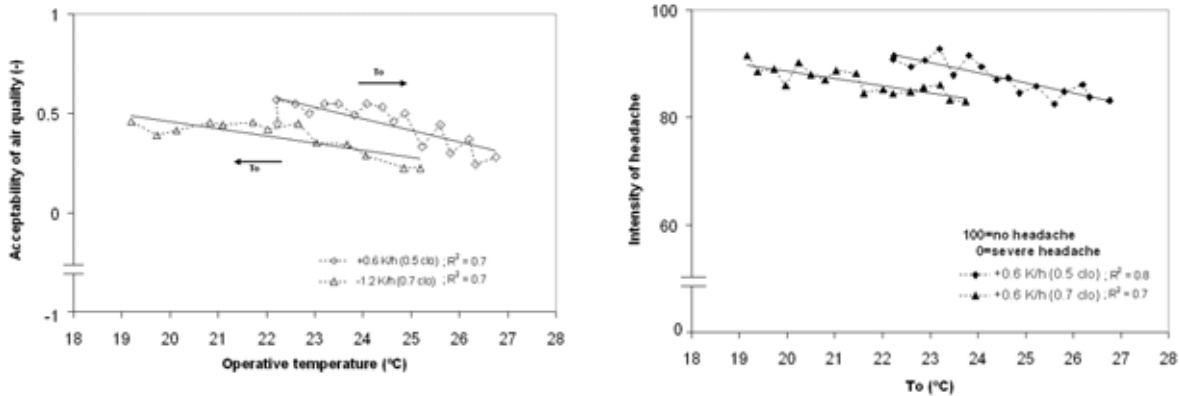 1
0.5
0
-1
Acceptability of air quality (-)
To
To
+0.6 K/h (0.5 clo) ; R² = 0.7
-1.2 K/h (0.7 clo) ; R² = 0.7
18 19 20 21 22 23 24 25 26 27 28
Operative temperature (°C)
100
80
60
0
Intensity of headache
100=no headache
0=severe headache
+0.6 K/h (0.5 clo) ; R² = 0.8
+0.6 K/h (0.7 clo) ; R² = 0.7
18 19 20 21 22 23 24 25 26 27 28
To (°C)